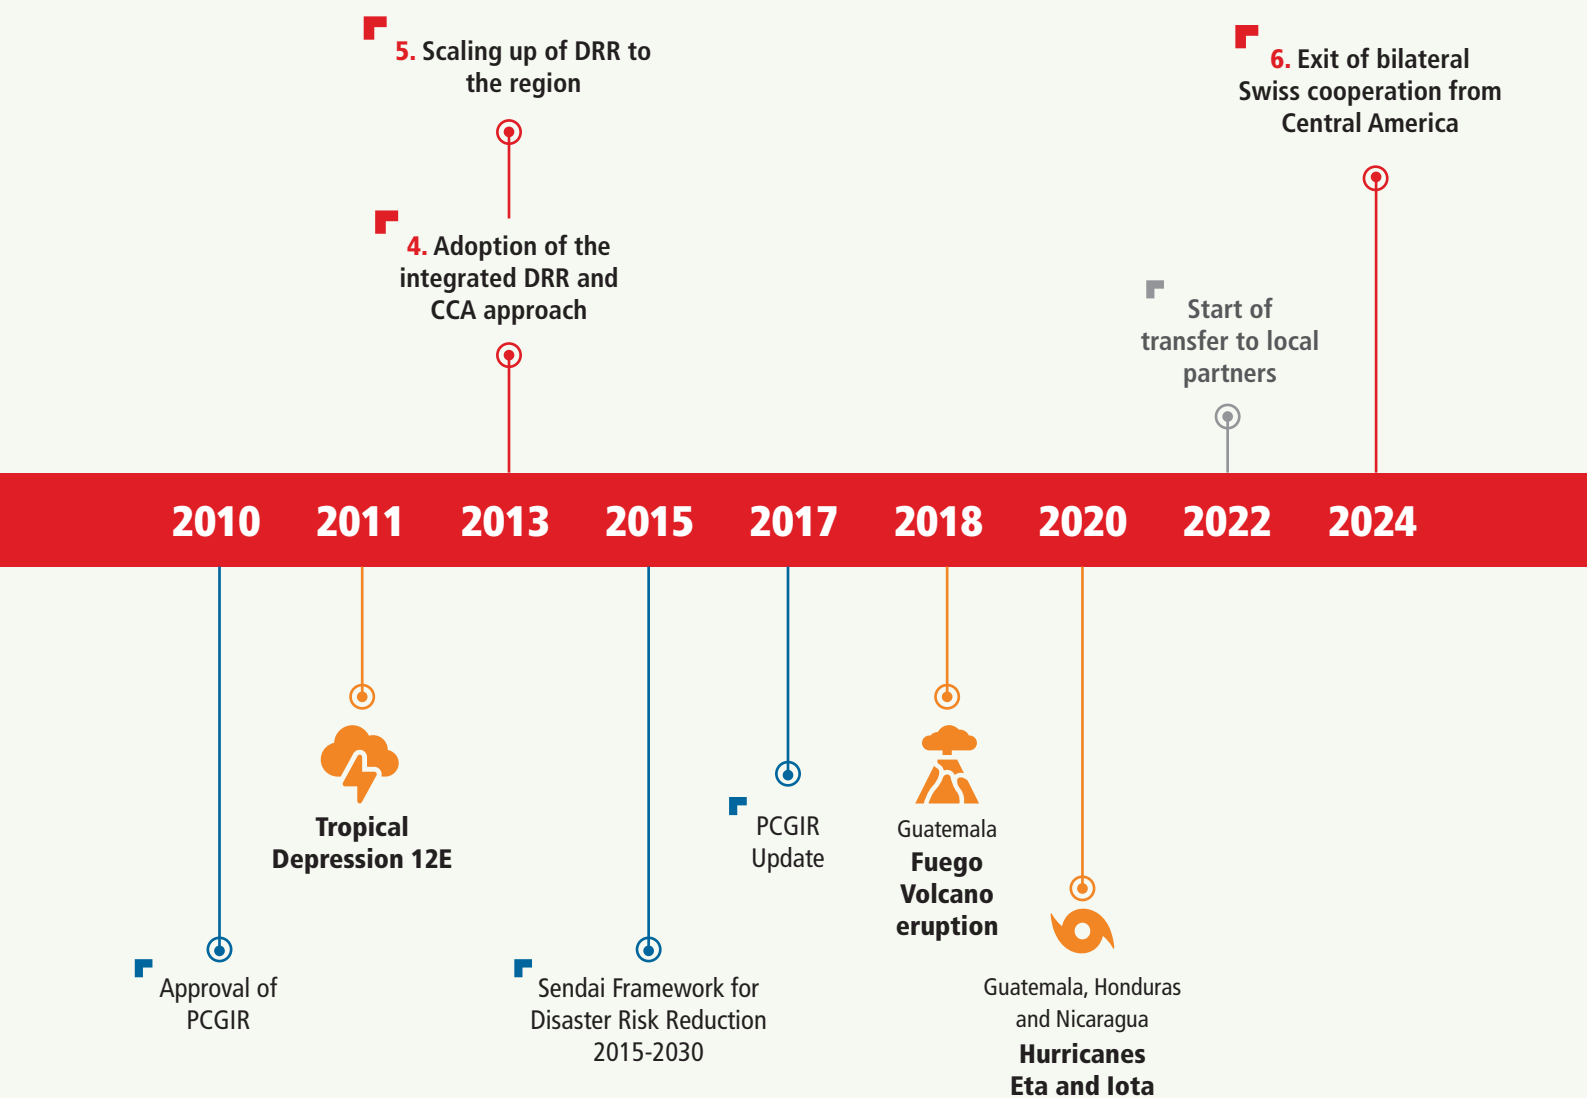 5. Scaling up of DRR to
the region
4. Adoption of the
integrated DRR and
CCA approach
6. Exit of bilateral
Swiss cooperation from
Central America
Start of
transfer to local
partners
2010 2011 2013 2015 2017 2018 2020 2022 2024
Approval of
PCGIR
Tropical
Depression 12E
Sendai Framework for
Disaster Risk Reduction
2015-2030
PCGIR
Update
Guatemala
Fuego
Volcano
eruption
Guatemala, Honduras
and Nicaragua
Hurricanes
Eta and Iota